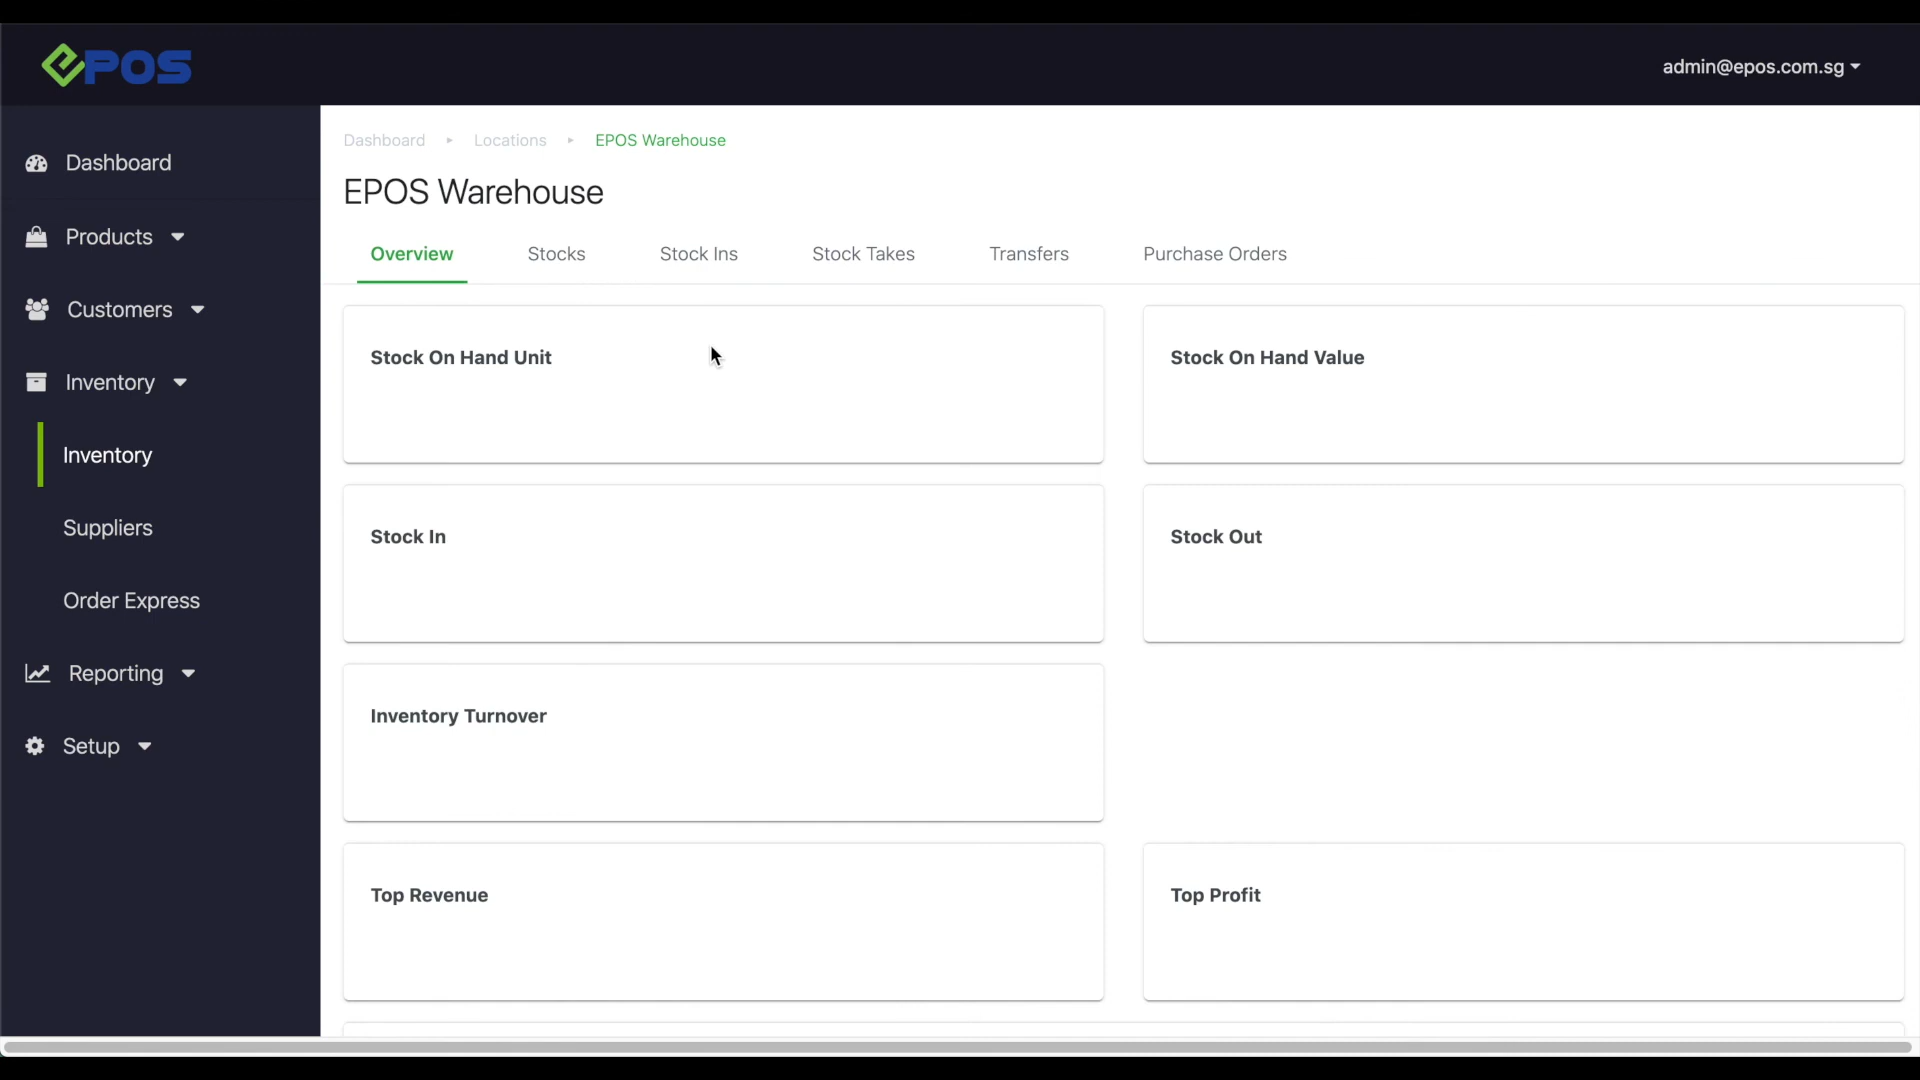 ePOS
admin@epos.com.sg
Dashboard
Products
Customers
Inventory
Inventory
Suppliers
Order Express
Reporting
Setup
Dashboard Locations EPOS Warehouse
EPOS Warehouse
Overview Stocks Stock Ins Stock Takes Transfers Purchase Orders
Stock On Hand Unit
Stock On Hand Value
Stock In
Stock Out
Inventory Turnover
Top Revenue
Top Profit